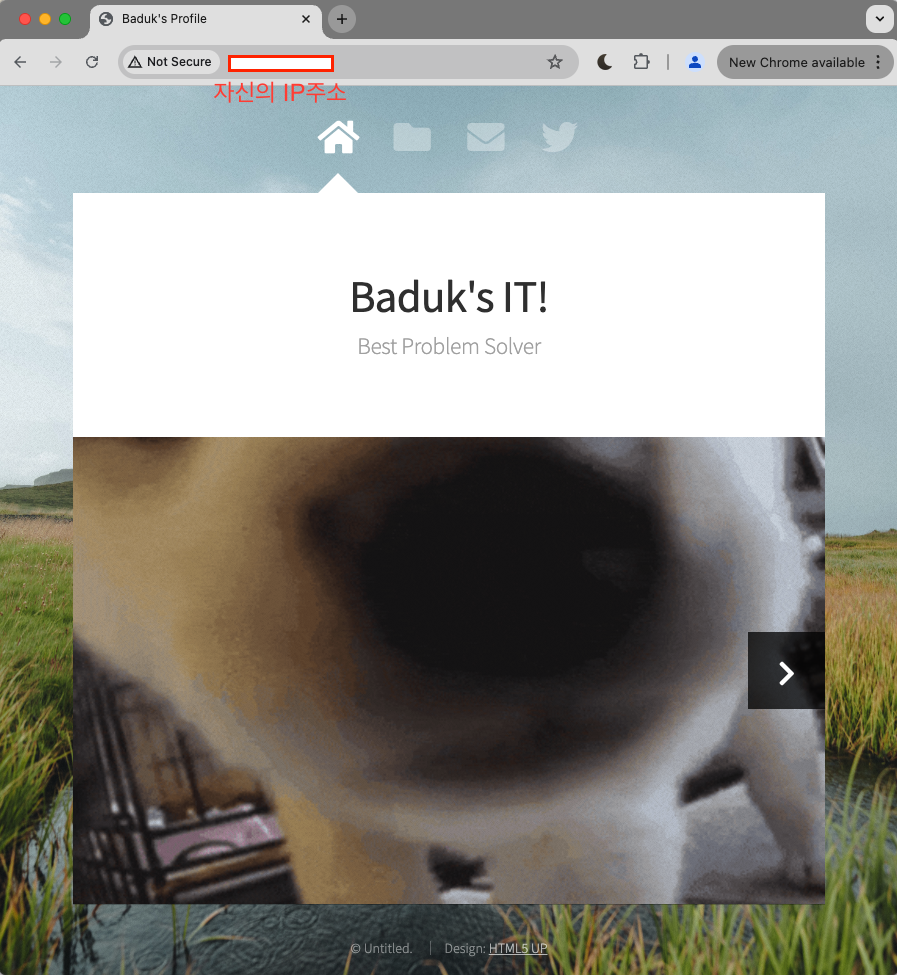 Baduk's Profile
Not Secure
New Chrome available
자신의 IP주소
Baduk's IT!
Best Problem Solver
© Untitled. Design: HTML5 UP